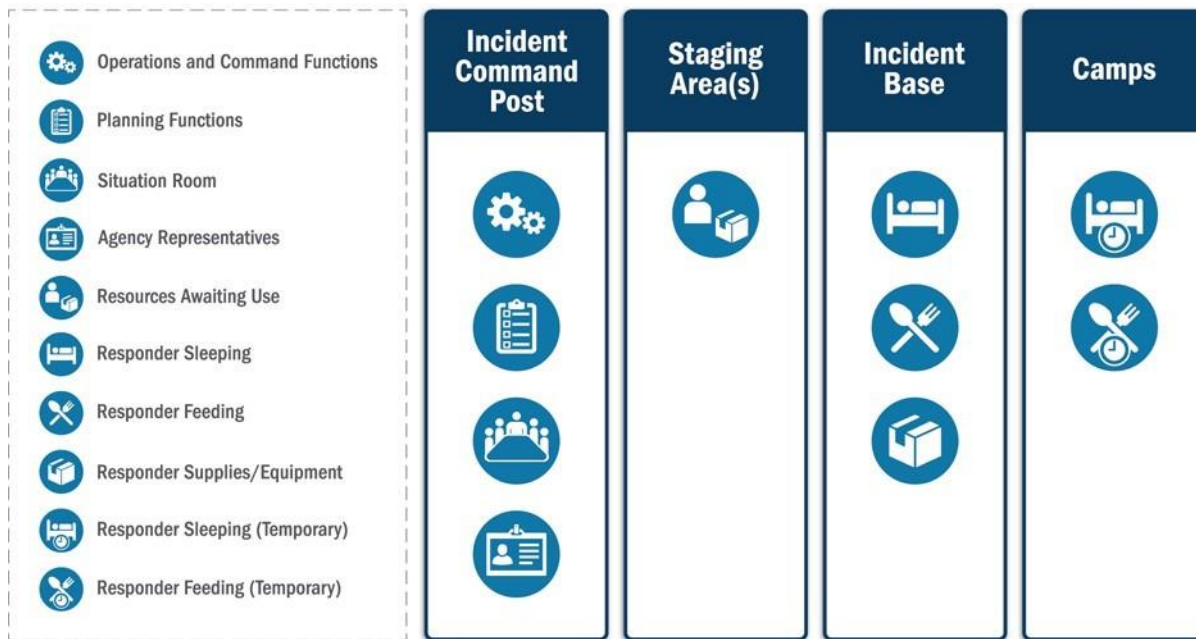 Operations and Command Functions
Planning Functions
Situation Room
Agency Representatives
Resources Awaiting Use
Responder Sleeping
Responder Feeding
Responder Supplies/Equipment
Responder Sleeping (Temporary)
Responder Feeding (Temporary)
Incident
Command
Post
Staging
Area(s)
Incident
Base
Camps